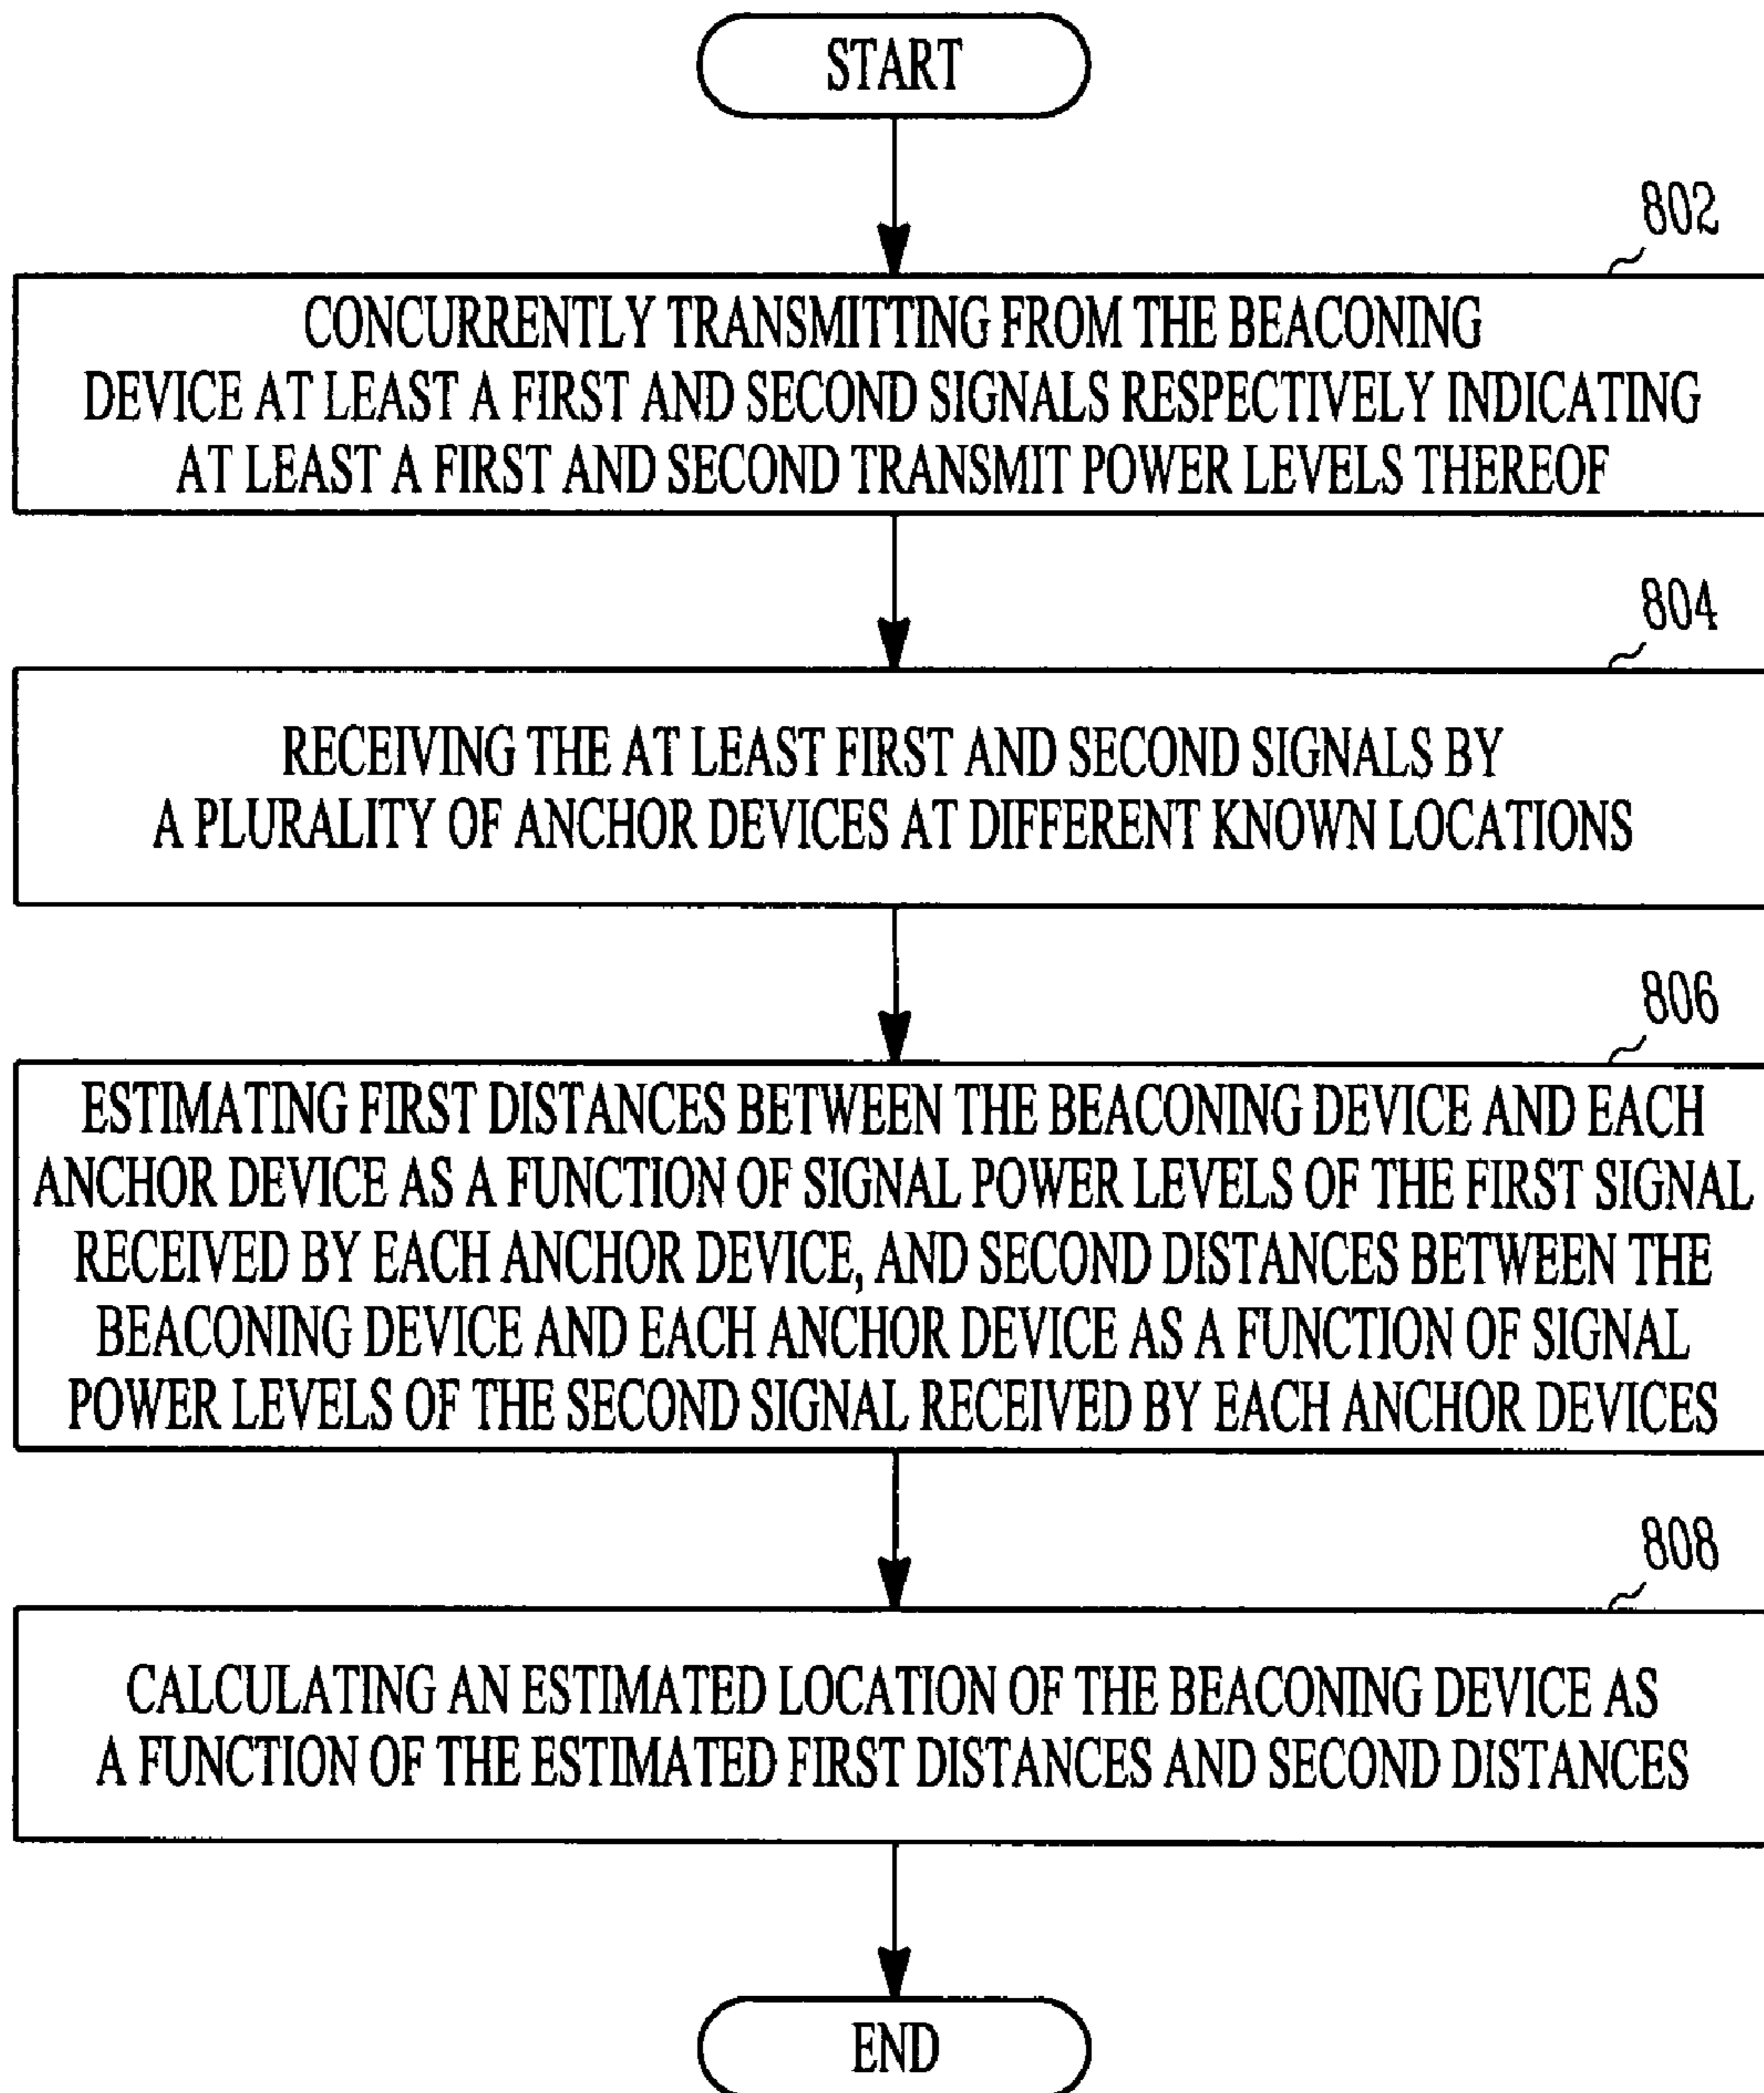 START
802
CONCURRENTLY TRANSMITTING FROM THE BEACONING
DEVICE AT LEAST A FIRST AND SECOND SIGNALS RESPECTIVELY INDICATING
AT LEAST A FIRST AND SECOND TRANSMIT POWER LEVELS THEREOF
804
RECEIVING THE AT LEAST FIRST AND SECOND SIGNALS BY
A PLURALITY OF ANCHOR DEVICES AT DIFFERENT KNOWN LOCATIONS
806
ESTIMATING FIRST DISTANCES BETWEEN THE BEACONING DEVICE AND EACH
ANCHOR DEVICE AS A FUNCTION OF SIGNAL POWER LEVELS OF THE FIRST SIGNAL
RECEIVED BY EACH ANCHOR DEVICE, AND SECOND DISTANCES BETWEEN THE
BEACONING DEVICE AND EACH ANCHOR DEVICE AS A FUNCTION OF SIGNAL
POWER LEVELS OF THE SECOND SIGNAL RECEIVED BY EACH ANCHOR DEVICES
808
CALCULATING AN ESTIMATED LOCATION OF THE BEACONING DEVICE AS
A FUNCTION OF THE ESTIMATED FIRST DISTANCES AND SECOND DISTANCES
END